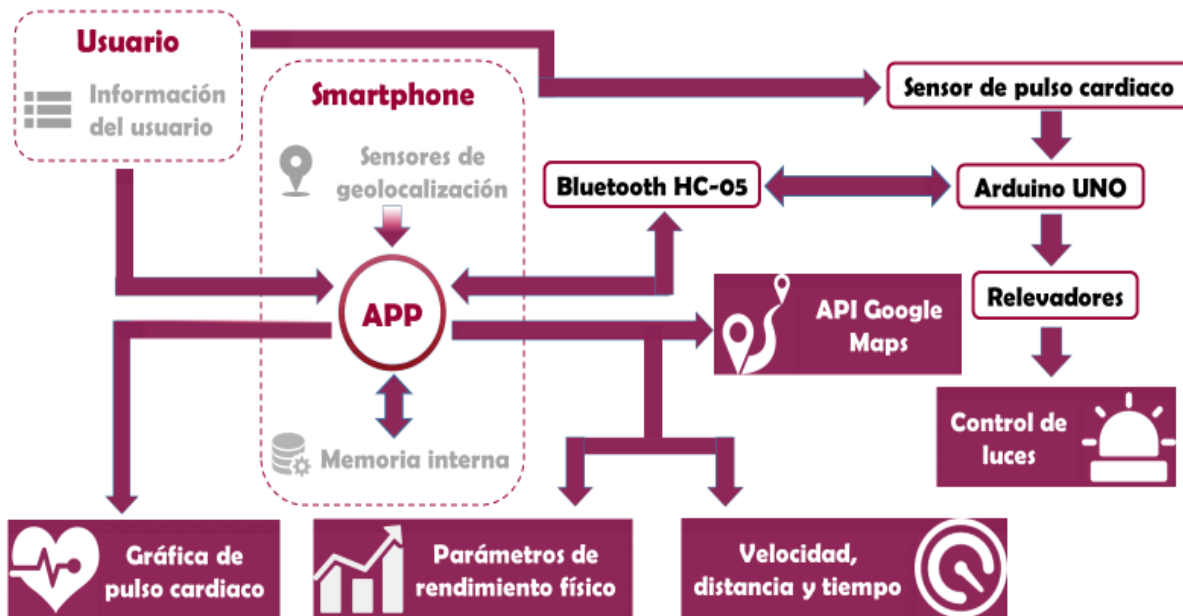 Usuario
Información
del usuario
Smartphone
Sensores de
geolocalización
Sensor de pulso cardiaco
Bluetooth HC-05
Arduino UNO
APP
API Google
Maps
Relevadores
Memoria interna
Control de
luces
Gráfica de
pulso cardiaco
Parámetros de
rendimiento físico
Velocidad,
distancia y tiempo